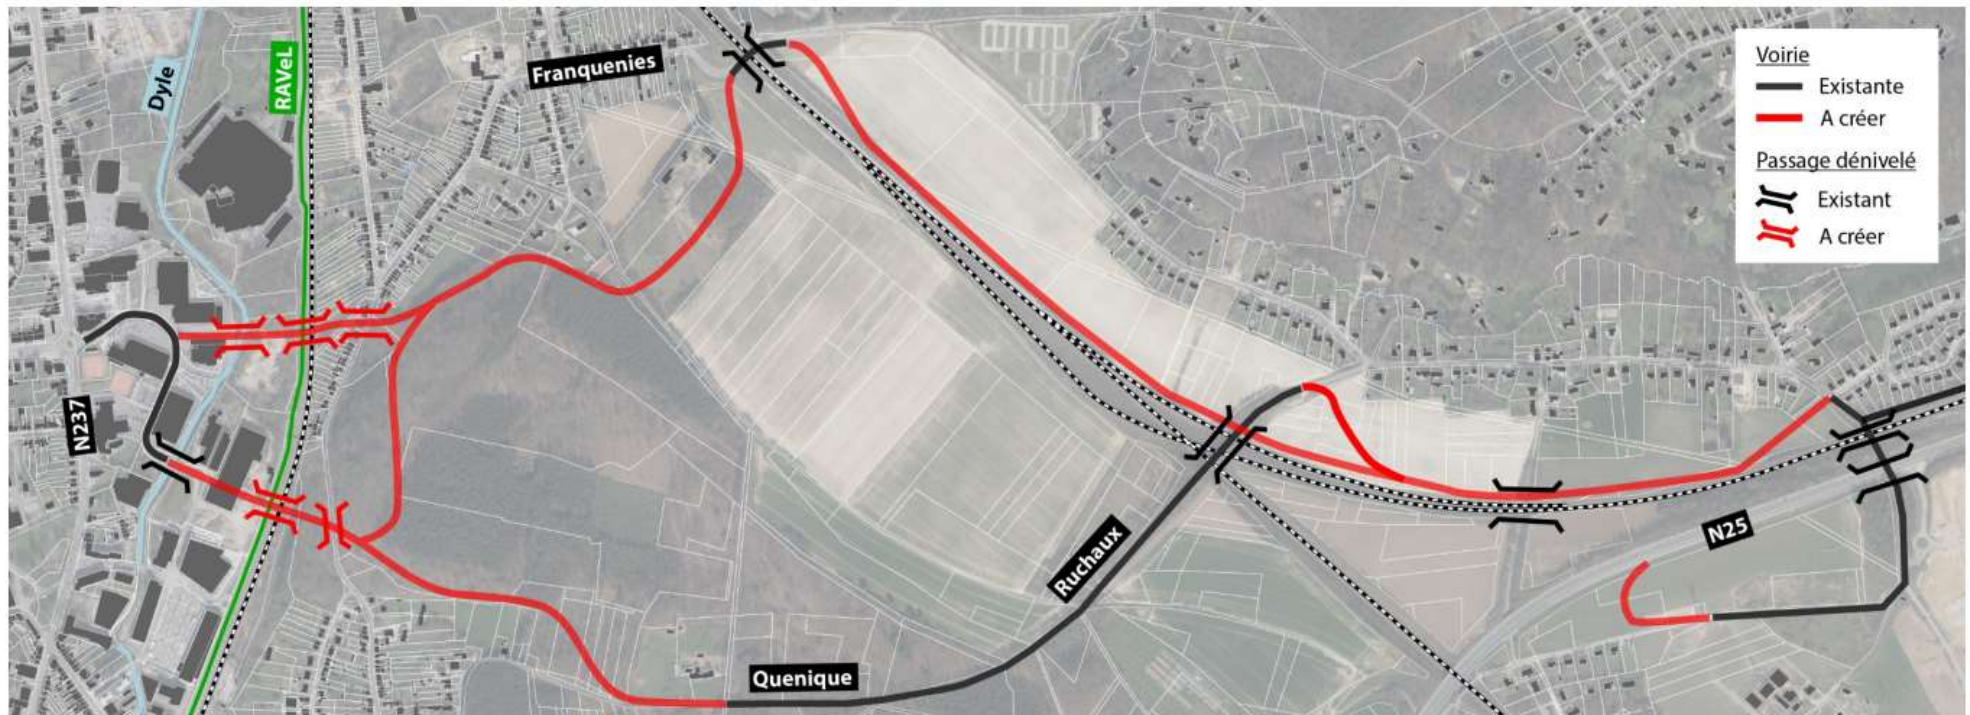 Dyle
RAVeL
Franquenies
Voirie
Existante
A créer
Passage dénivelé
Existant
A créer
N237
Ruchaux
N25
Quenique